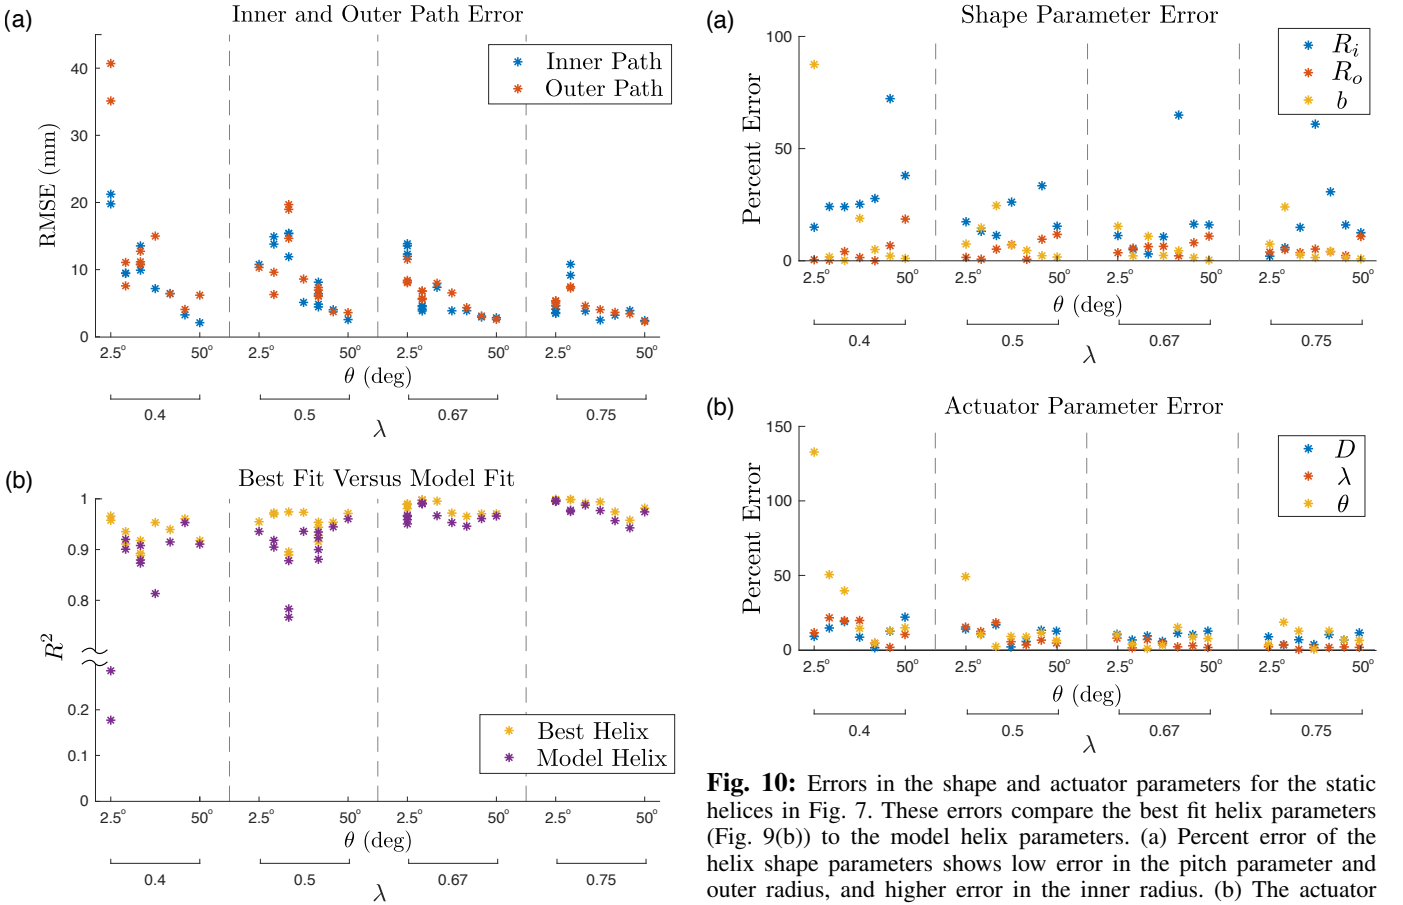 (a)
Inner and Outer Path Error
Inner Path
Outer Path
RMSE (mm)
40
30
20
10
0
2.5° 50° 2.5° 50° 2.5° 50° 2.5° 50°
θ (deg)
0.4 0.5 0.67 0.75
λ
(b)
Best Fit Versus Model Fit
R²
1
0.9
0.8
0.2
0.1
0
Best Helix
Model Helix
2.5° 50° 2.5° 50° 2.5° 50° 2.5° 50°
θ (deg)
0.4 0.5 0.67 0.75
λ
(a)
Shape Parameter Error
R_i
R_o
b
Percent Error
100
50
0
2.5° 50° 2.5° 50° 2.5° 50° 2.5° 50°
θ (deg)
0.4 0.5 0.67 0.75
λ
(b)
Actuator Parameter Error
D
λ
θ
Percent Error
150
100
50
0
2.5° 50° 2.5° 50° 2.5° 50° 2.5° 50°
θ (deg)
0.4 0.5 0.67 0.75
λ
Fig. 10: Errors in the shape and actuator parameters for the static
helices in Fig. 7. These errors compare the best fit helix parameters
(Fig. 9(b)) to the model helix parameters. (a) Percent error of the
helix shape parameters shows low error in the pitch parameter and
outer radius, and higher error in the inner radius. (b) The actuator